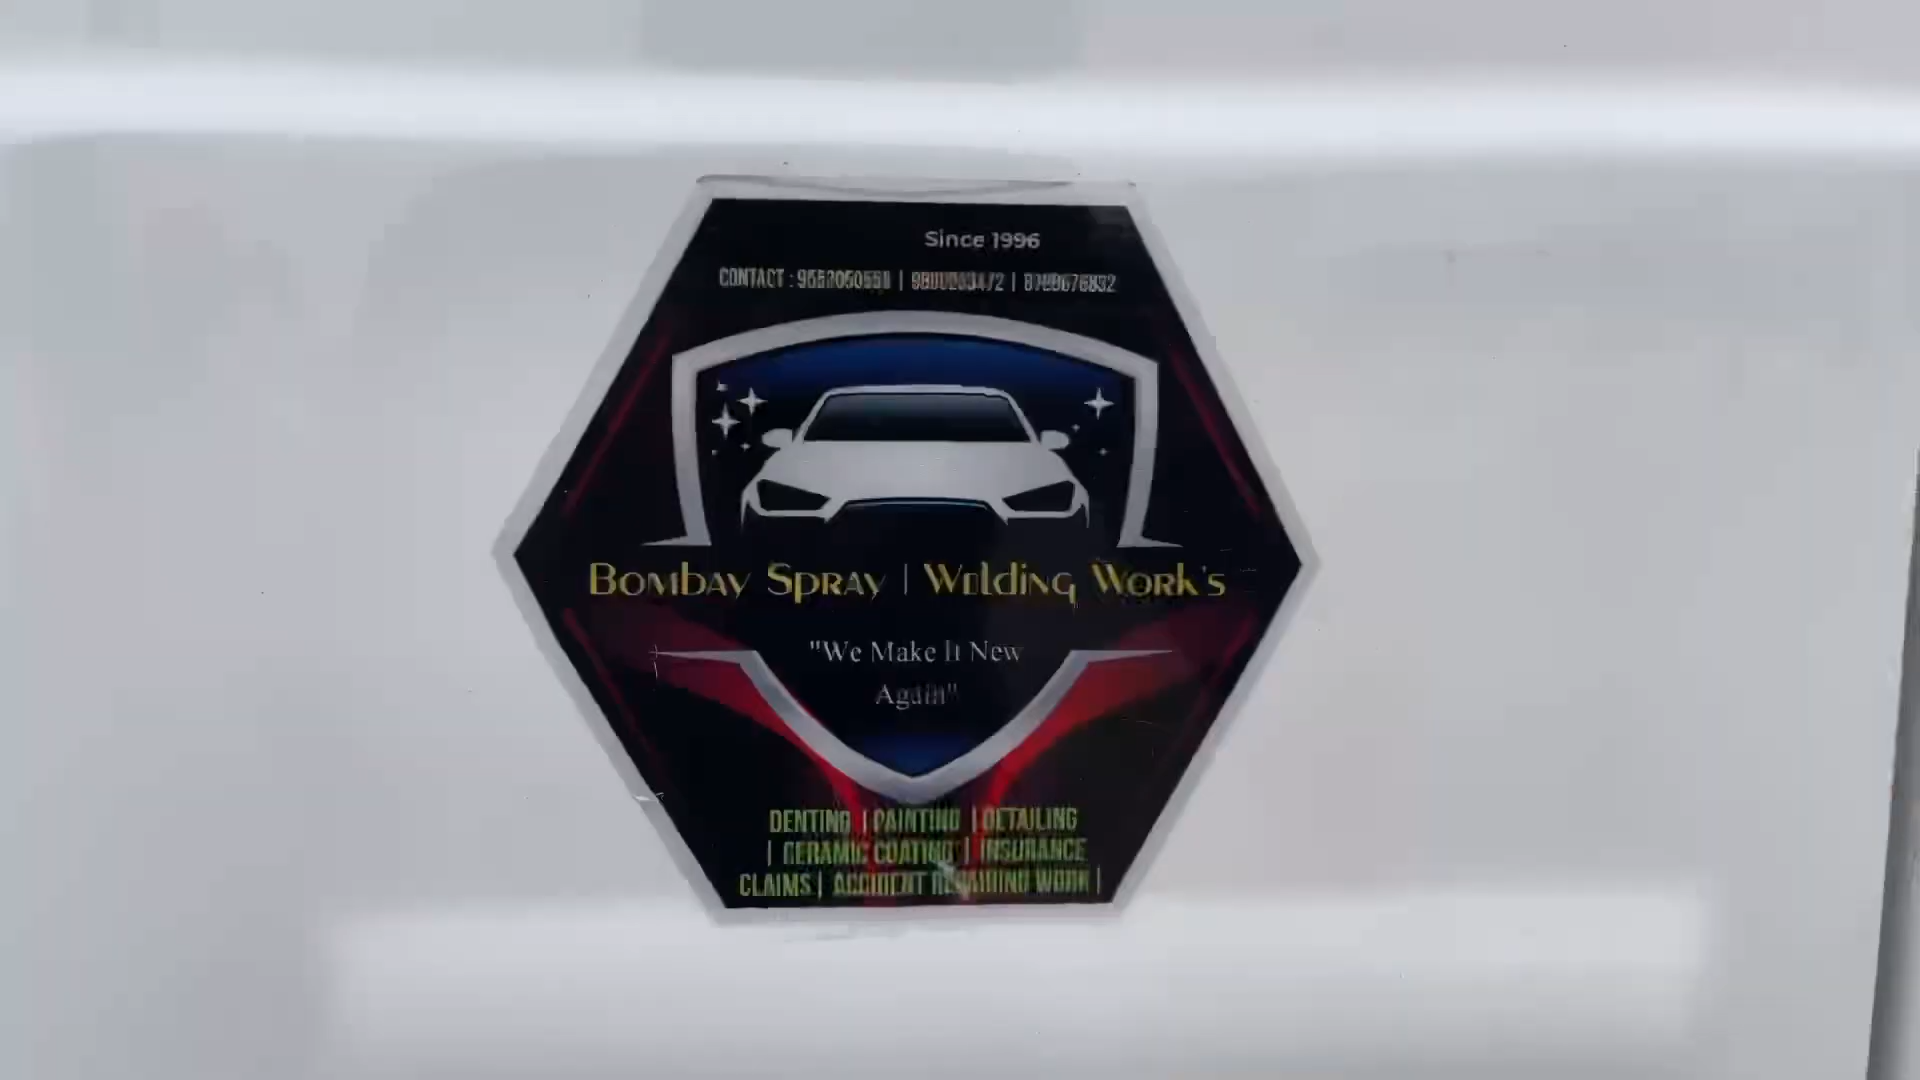 Since 1996
CONTACT : | |
BOMBAY SPRAY | WELDING WORK'S
"We Make It New
Again"
DENTING | PAINTING | DETAILING
| CERAMIC COATING | INSURANCE
CLAIMS | ACCIDENT REPAIRING WORK |